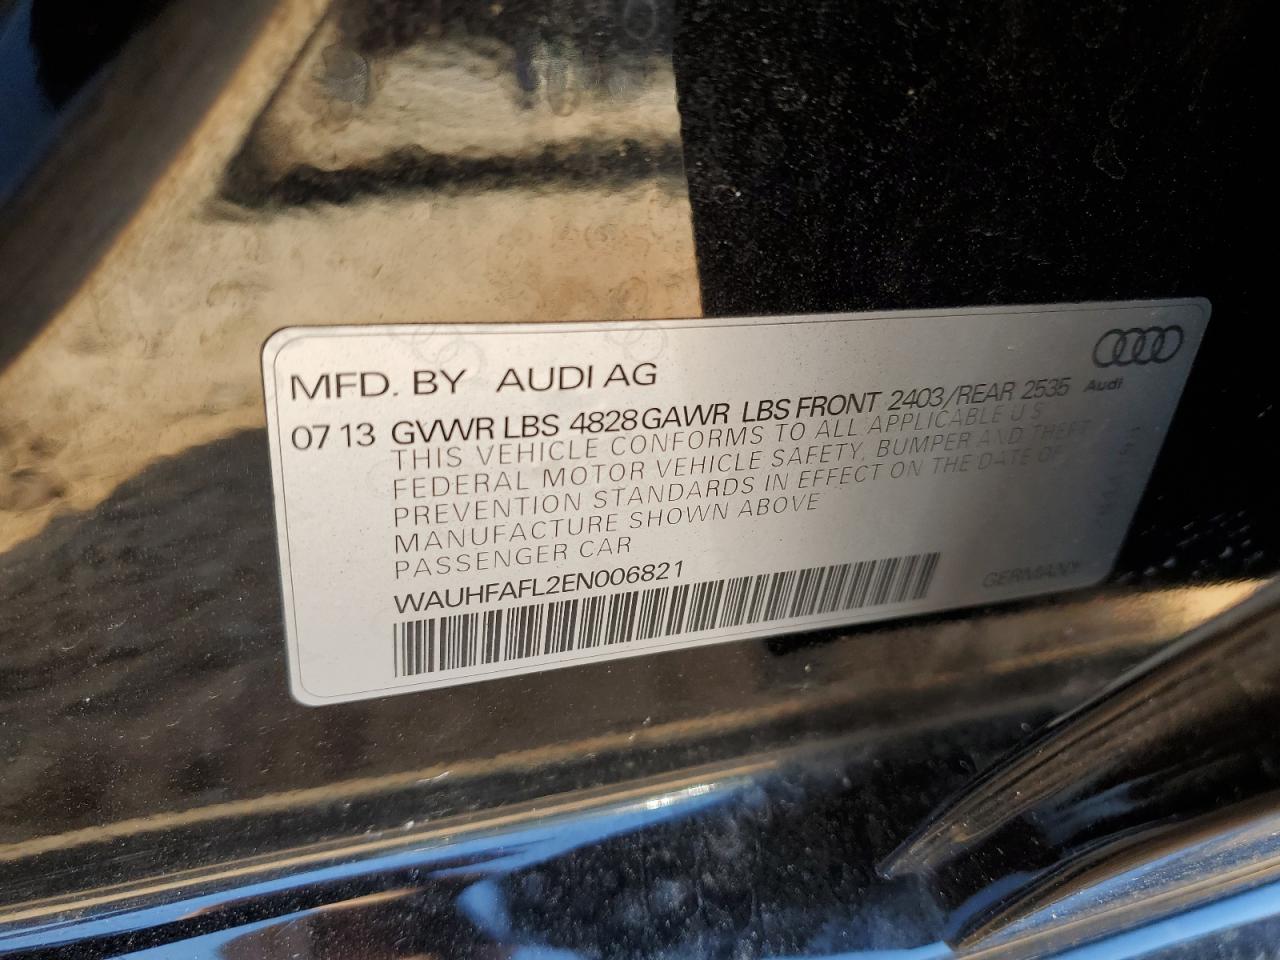 MFD. BY AUDI AG
Audi
07 13 GVWR LBS 4828 GAWR LBS FRONT 2403/REAR 2535
THIS VEHICLE CONFORMS TO ALL APPLICABLE U S
FEDERAL MOTOR VEHICLE SAFETY, BUMPER AND THEFT
PREVENTION STANDARDS IN EFFECT ON THE DATE OF
MANUFACTURE SHOWN ABOVE
PASSENGER CAR
WAUHFAFL2EN006821
GERMANY